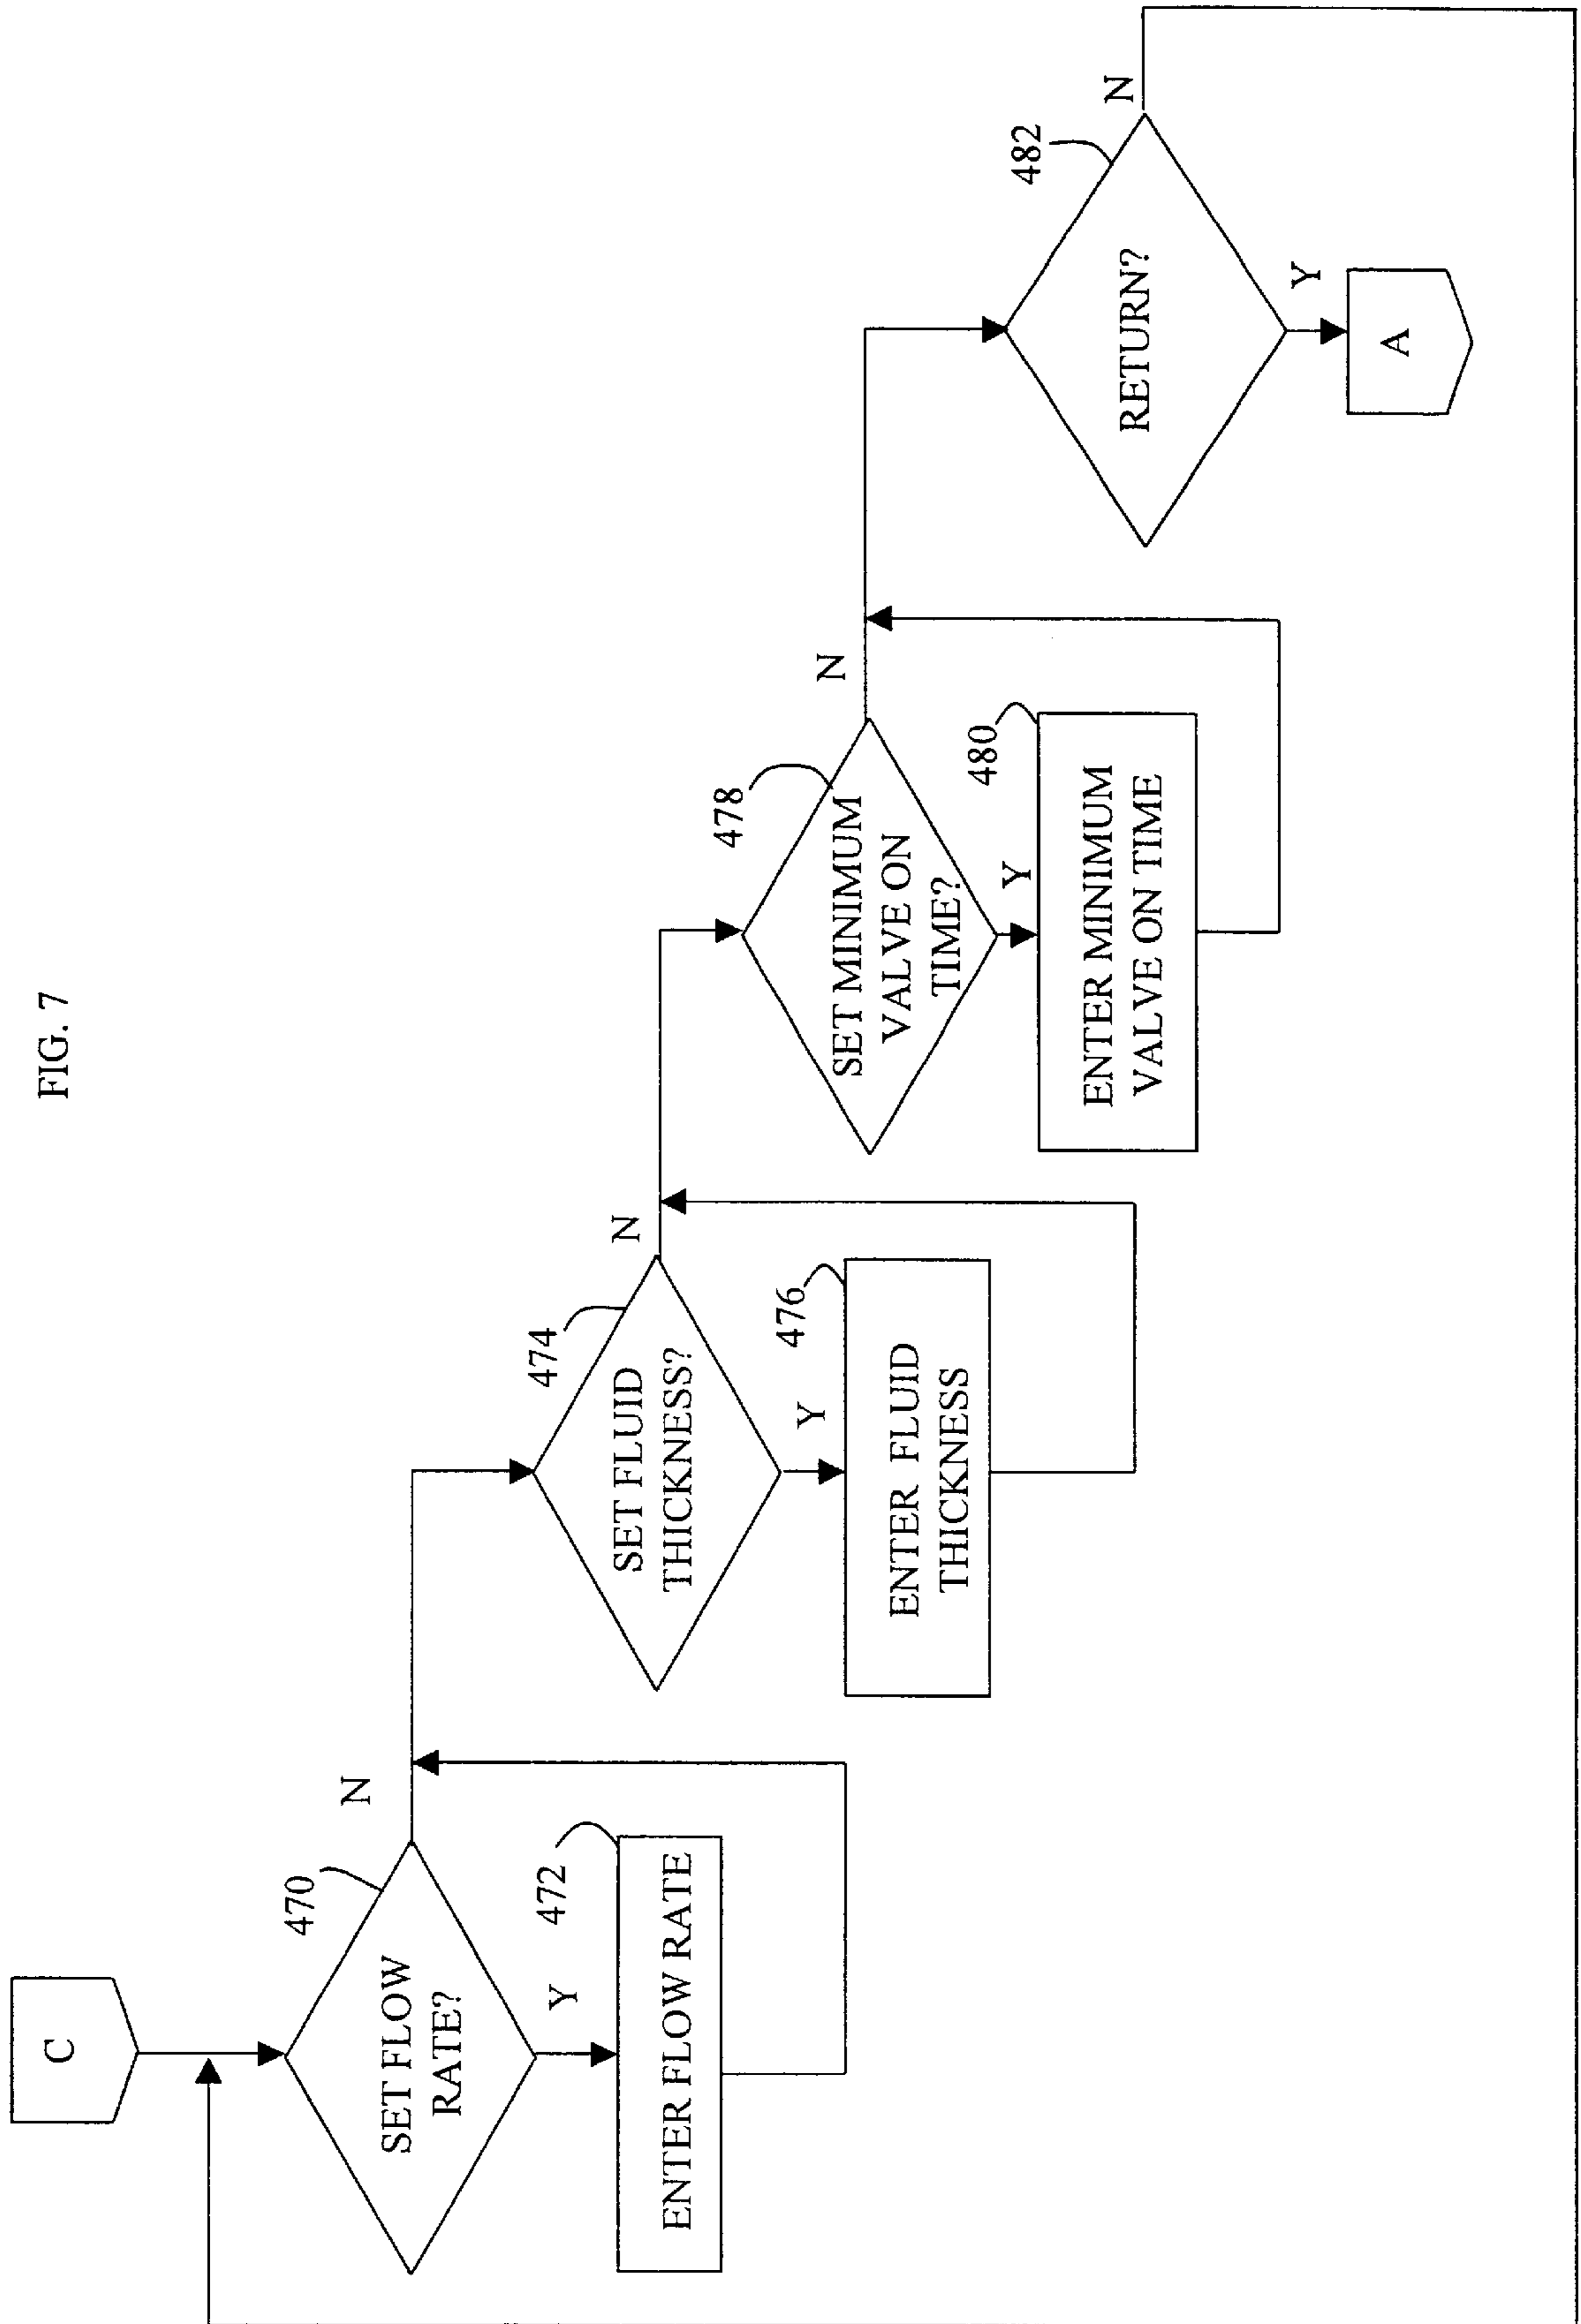 FIG. 7
C
470
SET FLOW
RATE?
N
Y
472
ENTER FLOW RATE
474
SET FLUID
THICKNESS?
N
Y
476
ENTER FLUID
THICKNESS
478
SET MINIMUM
VALVE ON
TIME?
N
Y
480
ENTER MINIMUM
VALVE ON TIME
482
RETURN?
N
Y
A